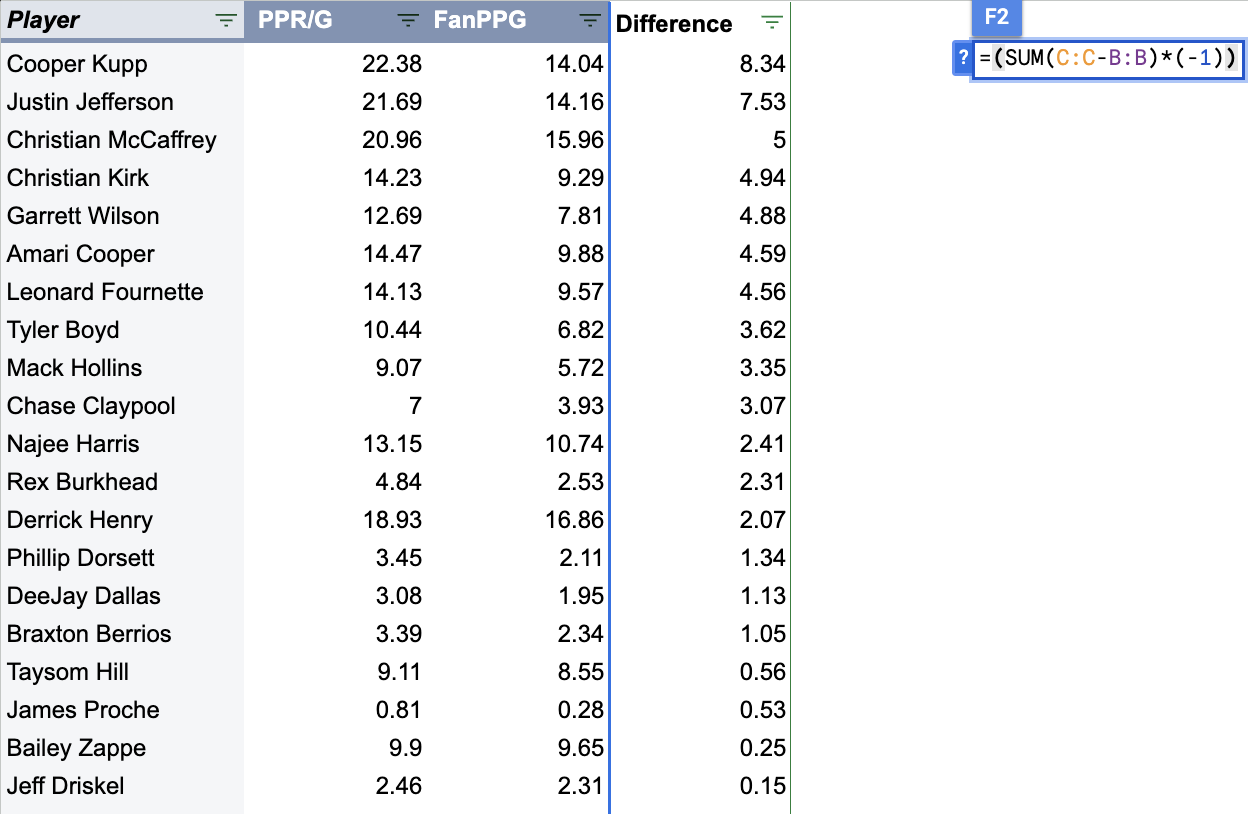 Player PPR/G FanPPG Difference F2
? =(SUM(C:C-B:B)*(-1))
Cooper Kupp 22.38 14.04 8.34
Justin Jefferson 21.69 14.16 7.53
Christian McCaffrey 20.96 15.96 5
Christian Kirk 14.23 9.29 4.94
Garrett Wilson 12.69 7.81 4.88
Amari Cooper 14.47 9.88 4.59
Leonard Fournette 14.13 9.57 4.56
Tyler Boyd 10.44 6.82 3.62
Mack Hollins 9.07 5.72 3.35
Chase Claypool 7 3.93 3.07
Najee Harris 13.15 10.74 2.41
Rex Burkhead 4.84 2.53 2.31
Derrick Henry 18.93 16.86 2.07
Phillip Dorsett 3.45 2.11 1.34
DeeJay Dallas 3.08 1.95 1.13
Braxton Berrios 3.39 2.34 1.05
Taysom Hill 9.11 8.55 0.56
James Proche 0.81 0.28 0.53
Bailey Zappe 9.9 9.65 0.25
Jeff Driskel 2.46 2.31 0.15